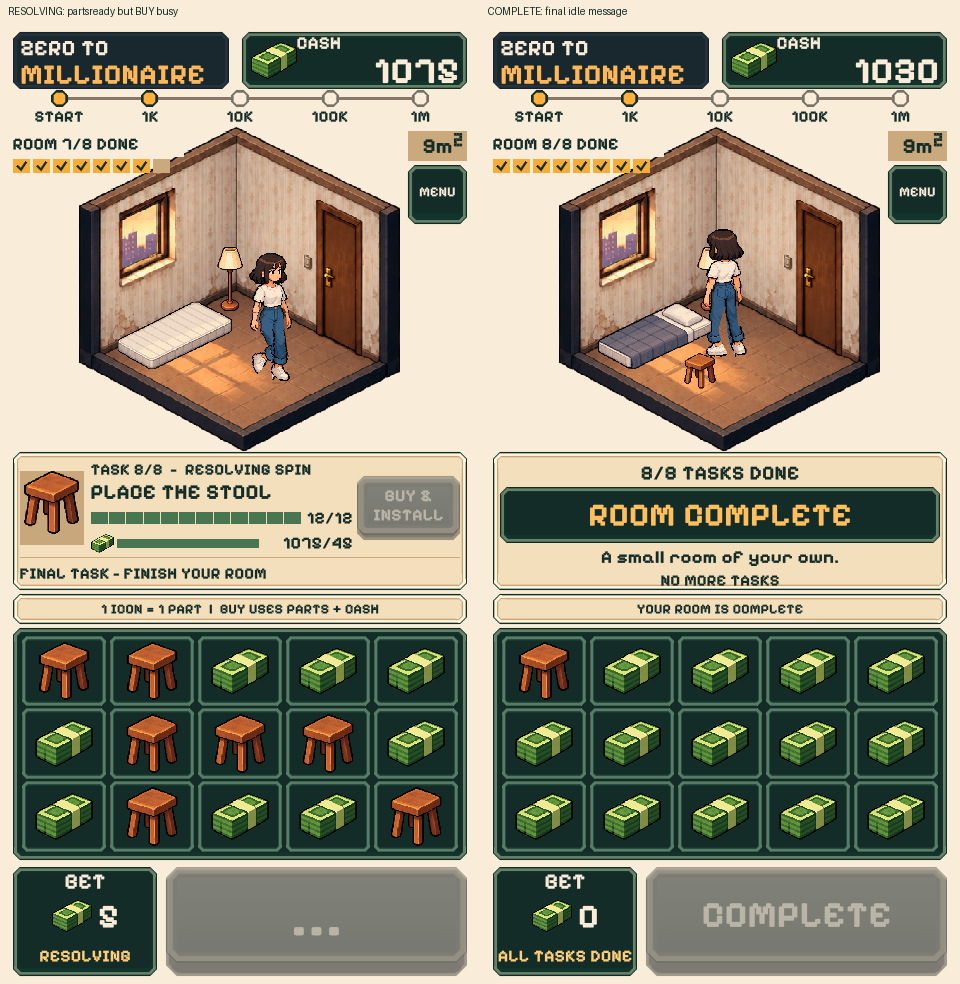 RESOLVING: partsready but BUY busy
ZERO TO
MILLIONAIRE
CASH
1078
START 1K 10K 100K 1M
ROOM 7/8 DONE
9m²
MENU
TASK 8/8 - RESOLVING SPIN
PLACE THE STOOL
12/12
1078/48
BUY &
INSTALL
FINAL TASK - FINISH YOUR ROOM
1 ICON = 1 PART | BUY USES PARTS + CASH
BET
8
RESOLVING
...
COMPLETE: final idle message
ZERO TO
MILLIONAIRE
CASH
1030
START 1K 10K 100K 1M
ROOM 8/8 DONE
9m²
MENU
8/8 TASKS DONE
ROOM COMPLETE
A small room of your own.
NO MORE TASKS
YOUR ROOM IS COMPLETE
BET
0
ALL TASKS DONE
COMPLETE